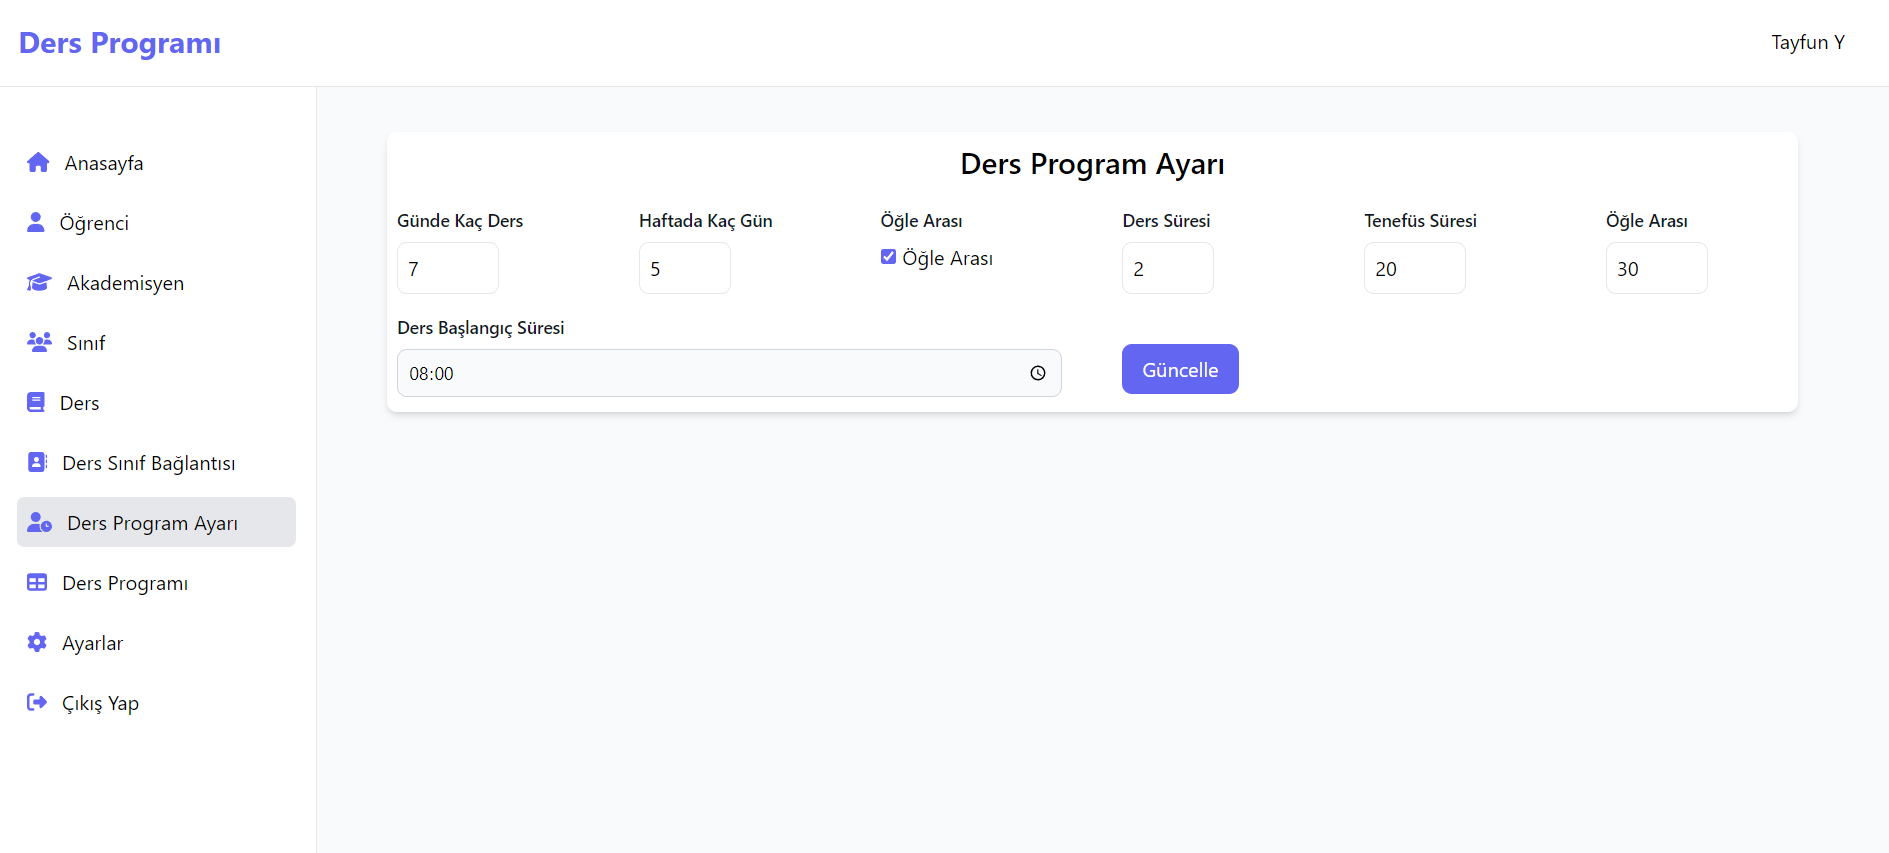 Ders Programı
Tayfun Y
Anasayfa
Öğrenci
Akademisyen
Sınıf
Ders
Ders Sınıf Bağlantısı
Ders Program Ayarı
Ders Programı
Ayarlar
Çıkış Yap
Ders Program Ayarı
Günde Kaç Ders
7
Haftada Kaç Gün
5
Öğle Arası
Öğle Arası
Ders Süresi
2
Tenefüs Süresi
20
Öğle Arası
30
Ders Başlangıç Süresi
08:00
Güncelle